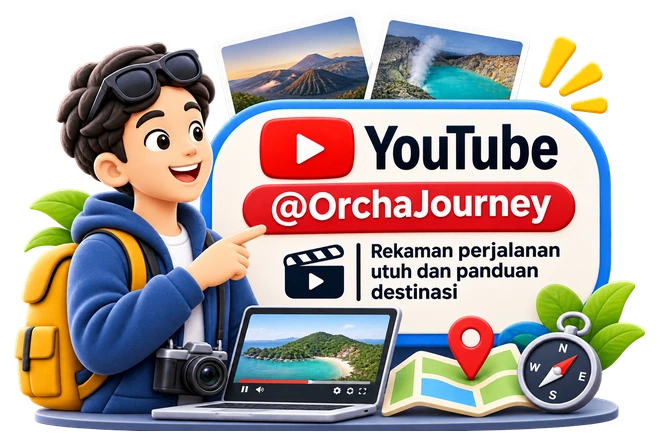 YouTube
@OrchaJourney
Rekaman perjalanan
utuh dan panduan
destinasi
N
W E
S